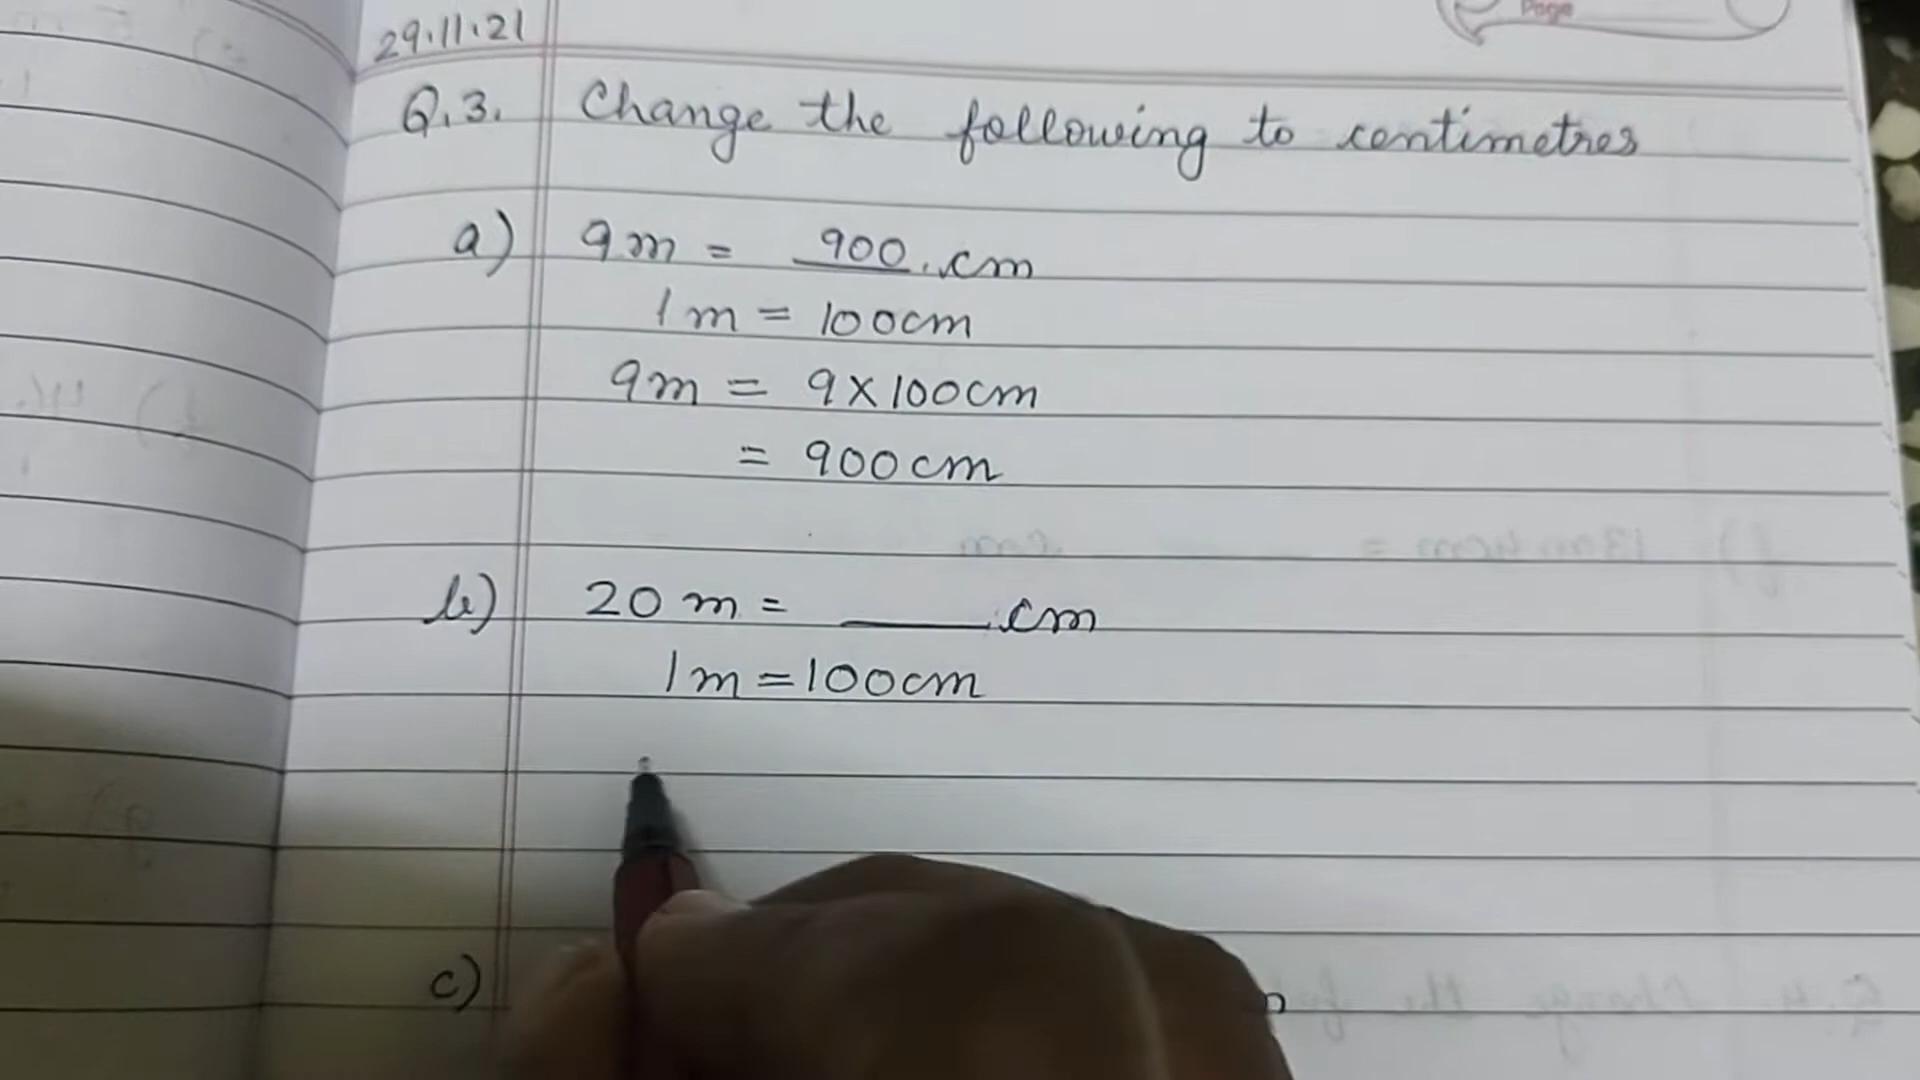 Page
29.11.21
Q.3. Change the following to centimetres
a) 9m = 900 cm
1m = 100cm
9m = 9x100cm
= 900cm
b) 20 m = ____ cm
1m = 100cm
c)